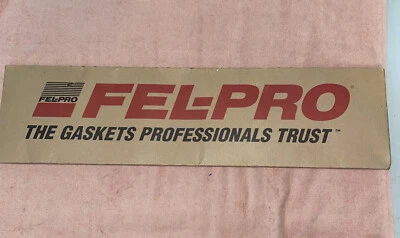 FEL-PRO
FEL-PRO®
THE GASKETS PROFESSIONALS TRUST™